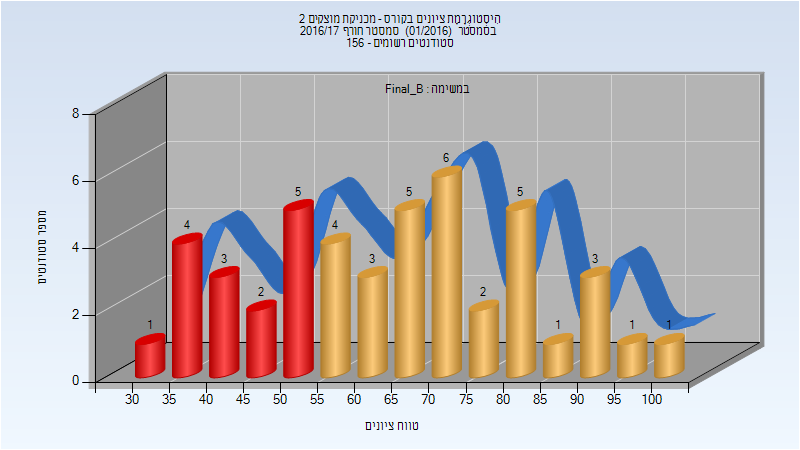 היסטוגרמת ציונים בקורס - מכניקת מוצקים 2
בסמסטר (01/2016) סמסטר חורף 2016/17
סטודנטים רשומים - 156
במשימה : Final_B
מספר סטודנטים
8
6
4
2
0
1
4
3
2
5
4
3
5
6
2
5
1
3
1
1
30 35 40 45 50 55 60 65 70 75 80 85 90 95 100
טווח ציונים